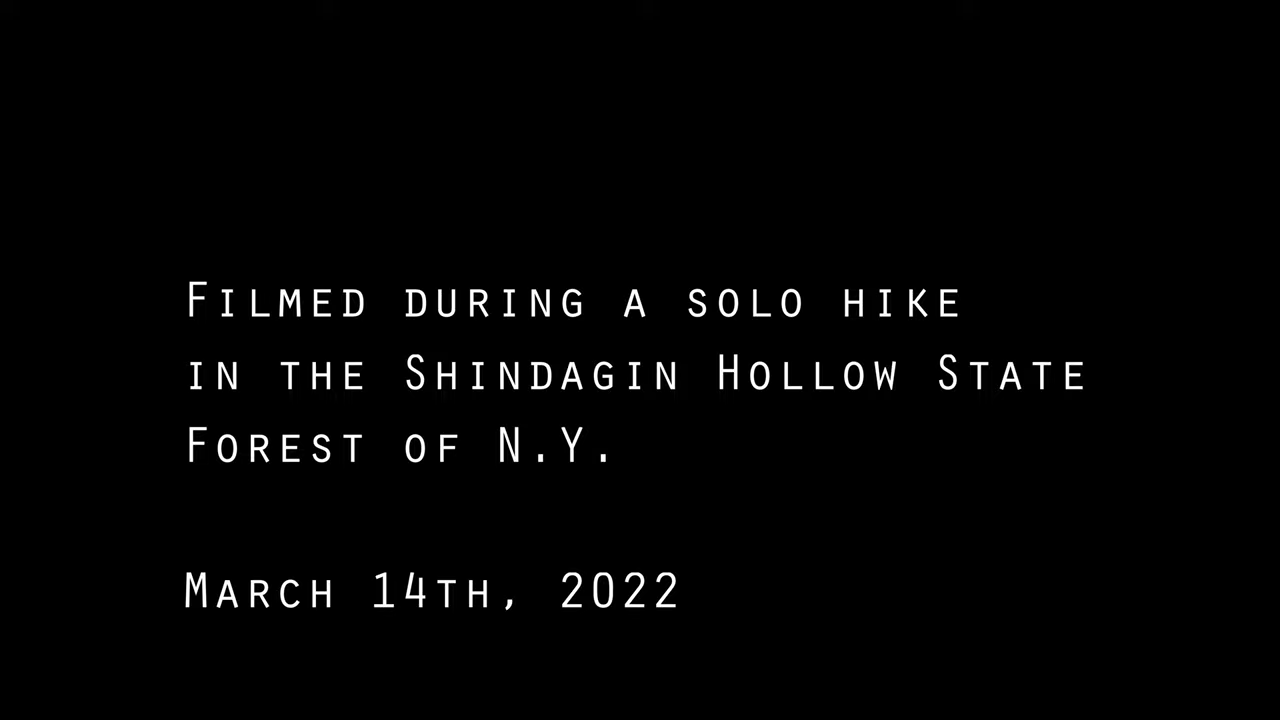 Filmed during a solo hike
in the Shindagin Hollow State
Forest of N.Y.
March 14th, 2022